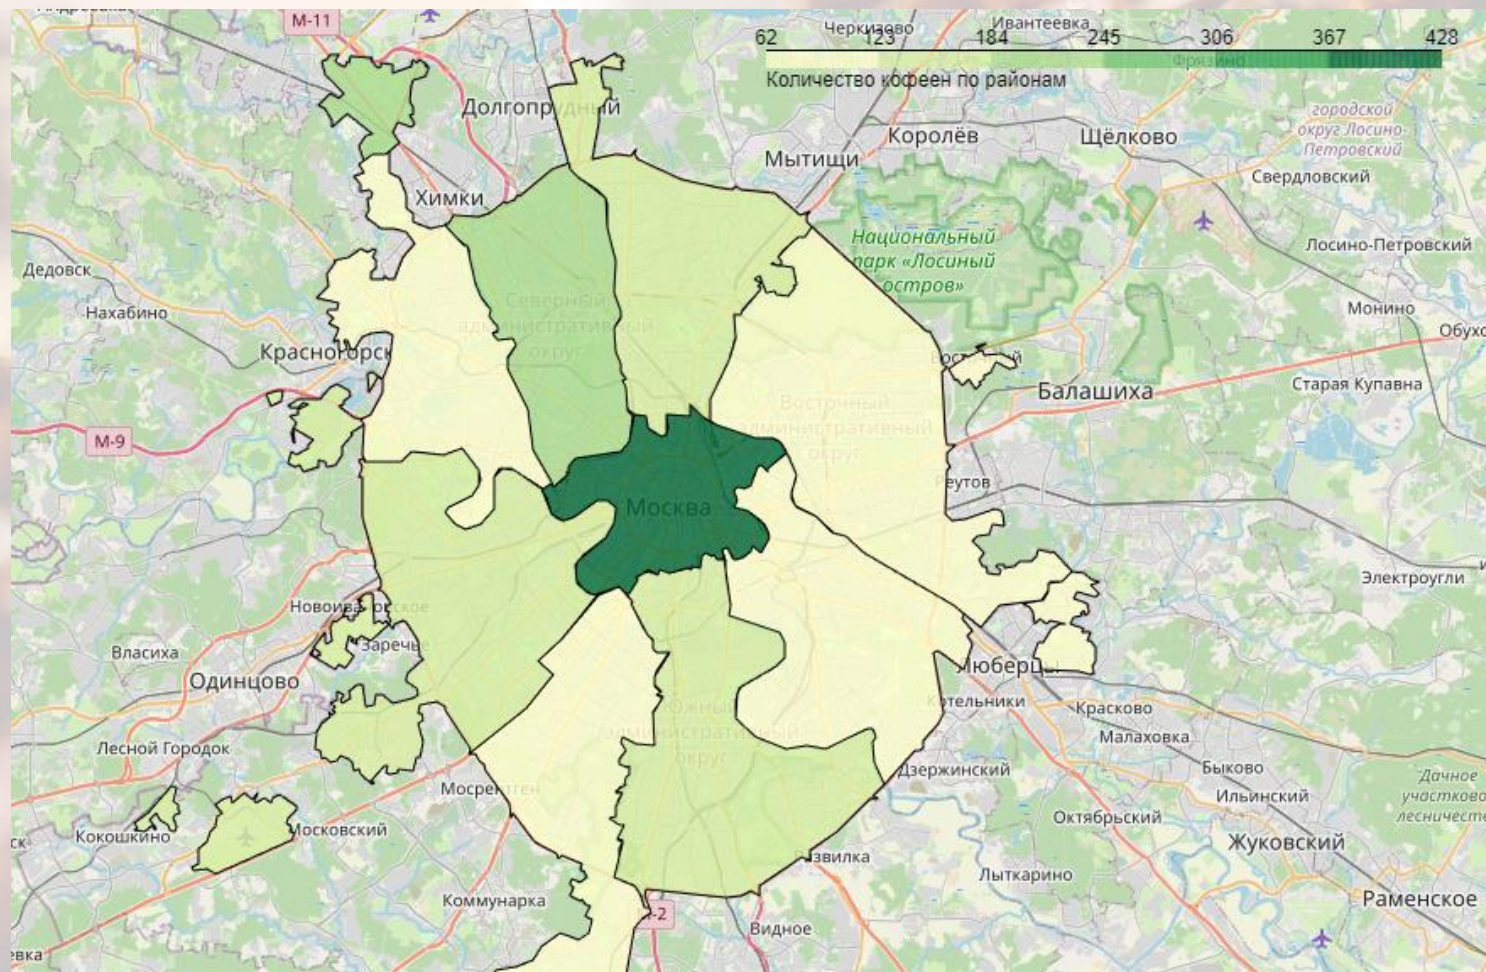 М-11
Черкизово
Ивантеевка
62
123
184
245
306
367
428
Фрязино
Количество кофеен по районам
Долгопрудный
городской
округ Лосино-
Петровский
Королёв
Щёлково
Мытищи
Свердловский
Химки
Национальный
парк «Лосиный
остров»
Лосино-Петровский
Дедовск
Северный
административный
округ
Монино
Нахабино
Красногорск
Балашиха
Старая Купавна
Восточный
административный
округ
М-9
Реутов
Москва
Электроугли
Заречье
Власиха
Одинцово
Люберцы
Котельники
Красково
Южный
административный
округ
Малаховка
Лесной Городок
Дзержинский
Быково
Дачное
Мосрентген
Ильинский
Октябрьский
Кокошкино
Московский
Жуковский
Развилка
Лыткарино
Коммунарка
Раменское
Видное